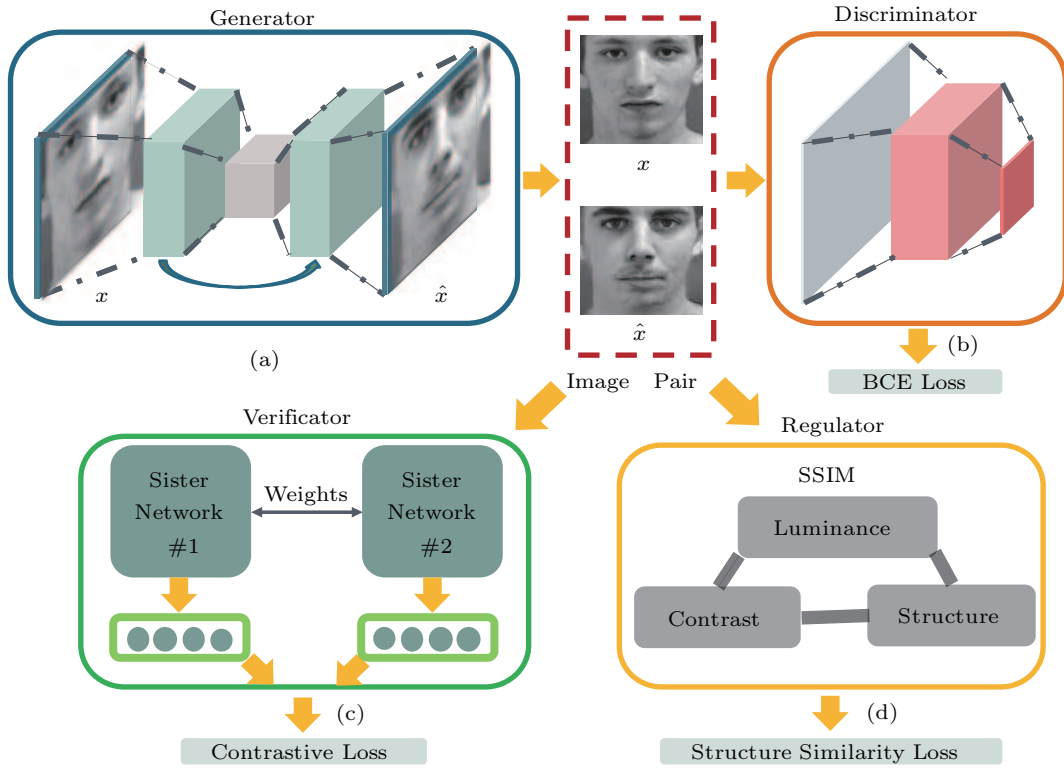 Generator
Discriminator
x
x̂
(a)
x
x̂
Image Pair
(b)
BCE Loss
Verificator
Sister
Network
#1
Weights
Sister
Network
#2
(c)
Contrastive Loss
Regulator
SSIM
Luminance
Contrast
Structure
(d)
Structure Similarity Loss